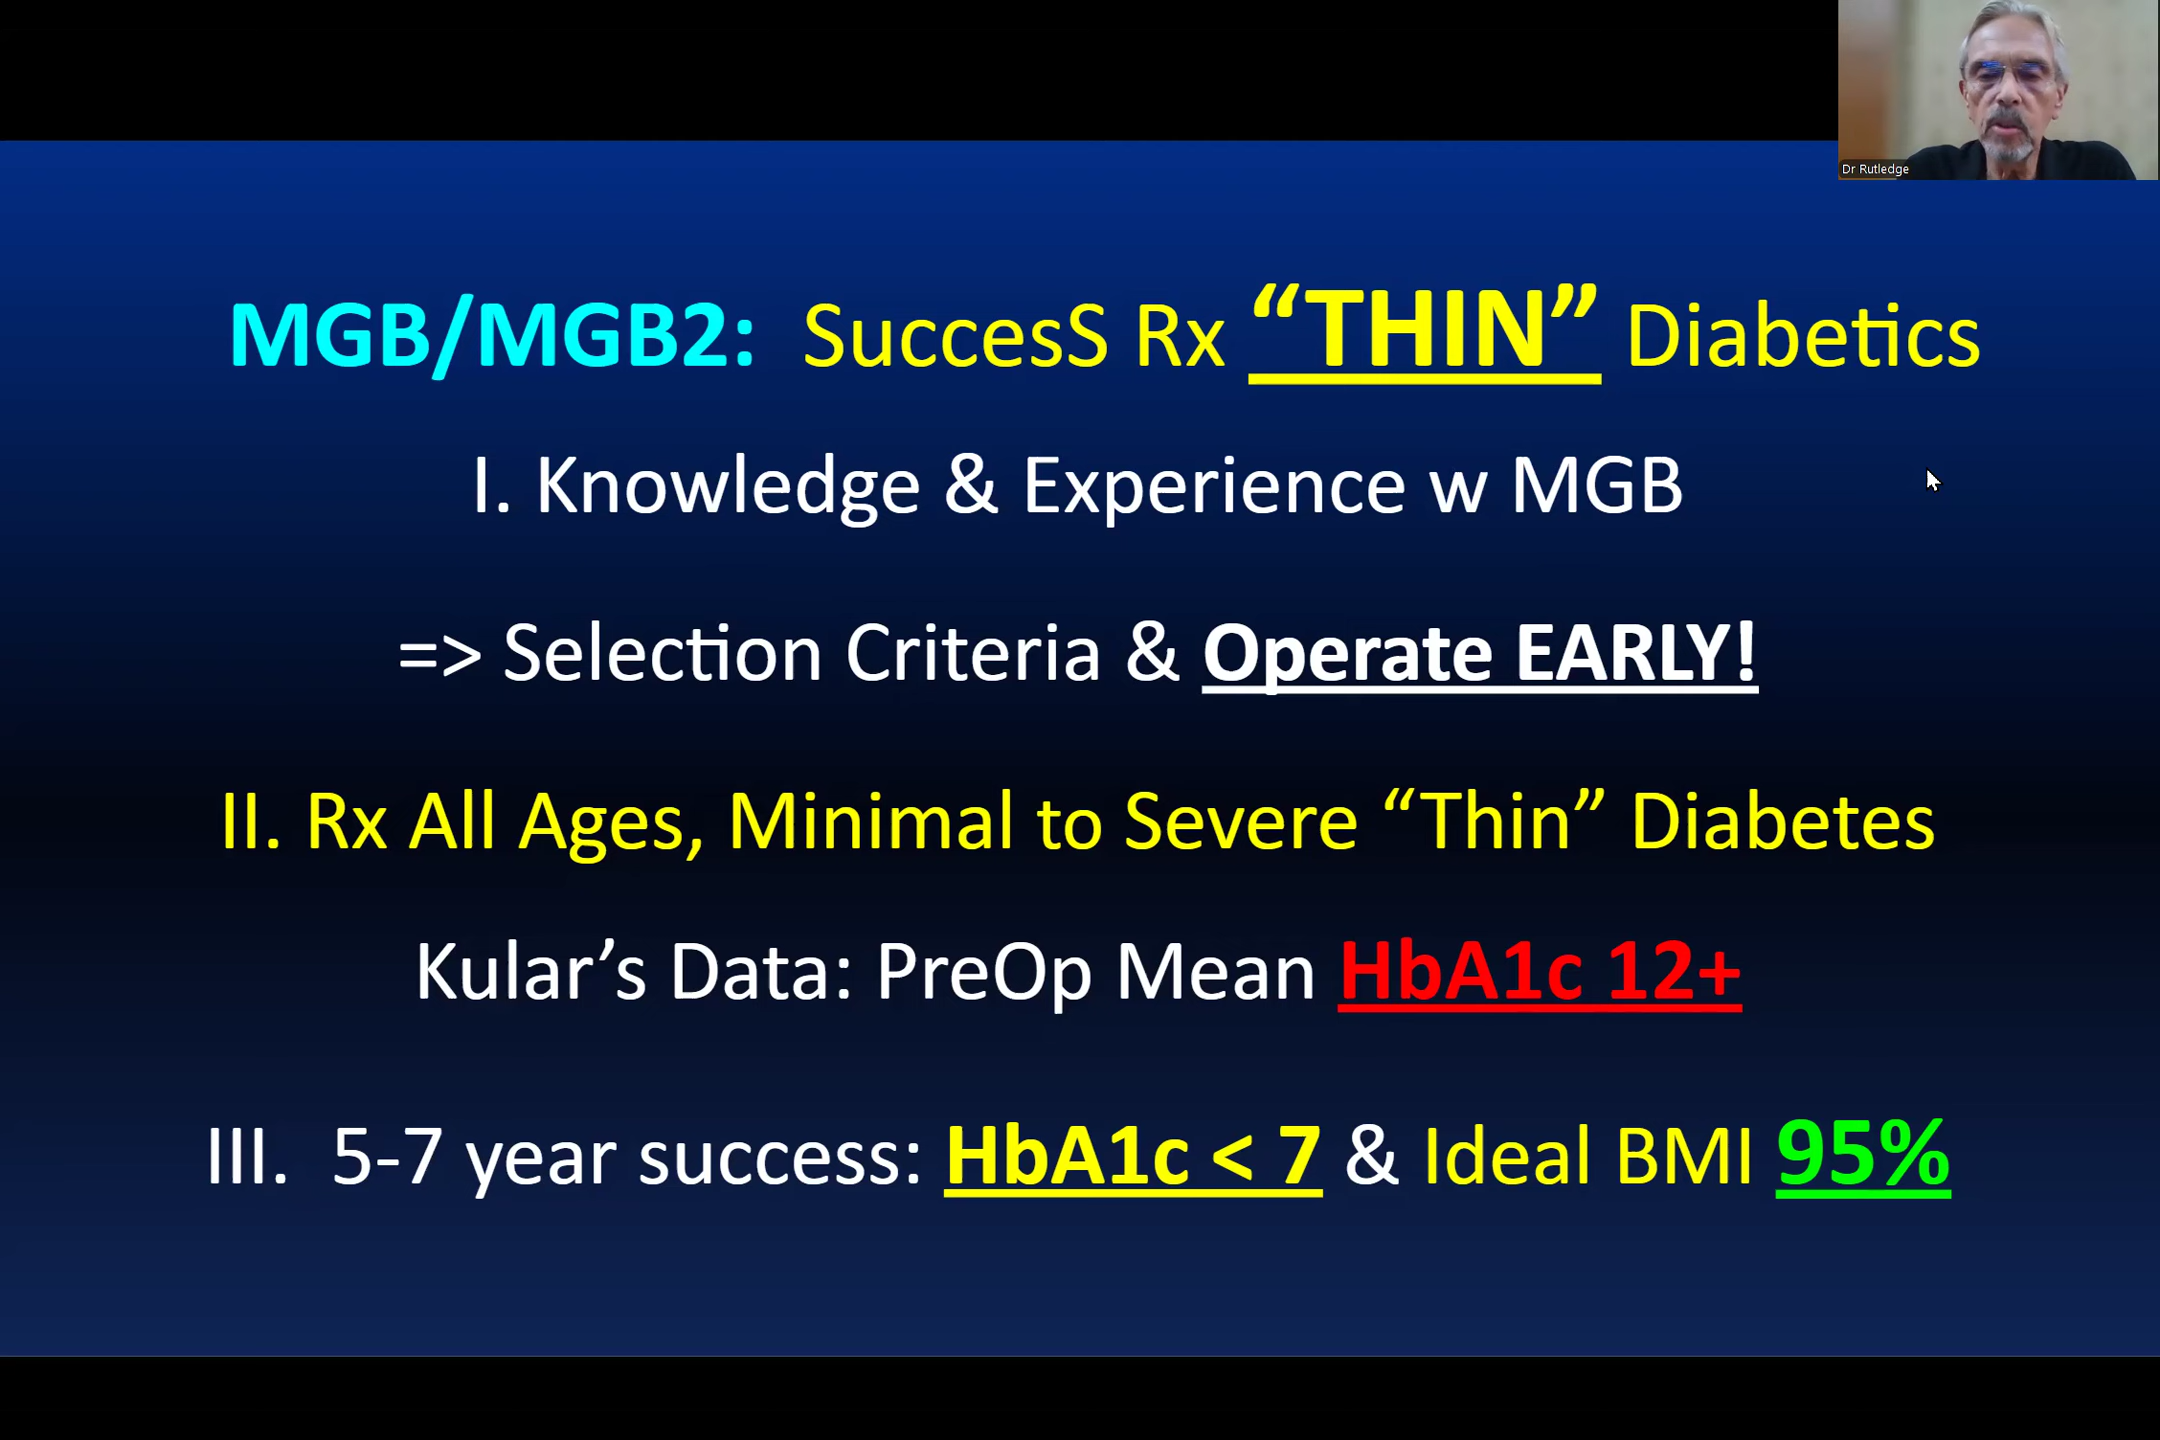 Dr Rutledge
MGB/MGB2: SuccesS Rx “THIN” Diabetics
I. Knowledge & Experience w MGB
=> Selection Criteria & Operate EARLY!
II. Rx All Ages, Minimal to Severe “Thin” Diabetes
Kular’s Data: PreOp Mean HbA1c 12+
III. 5-7 year success: HbA1c < 7 & Ideal BMI 95%